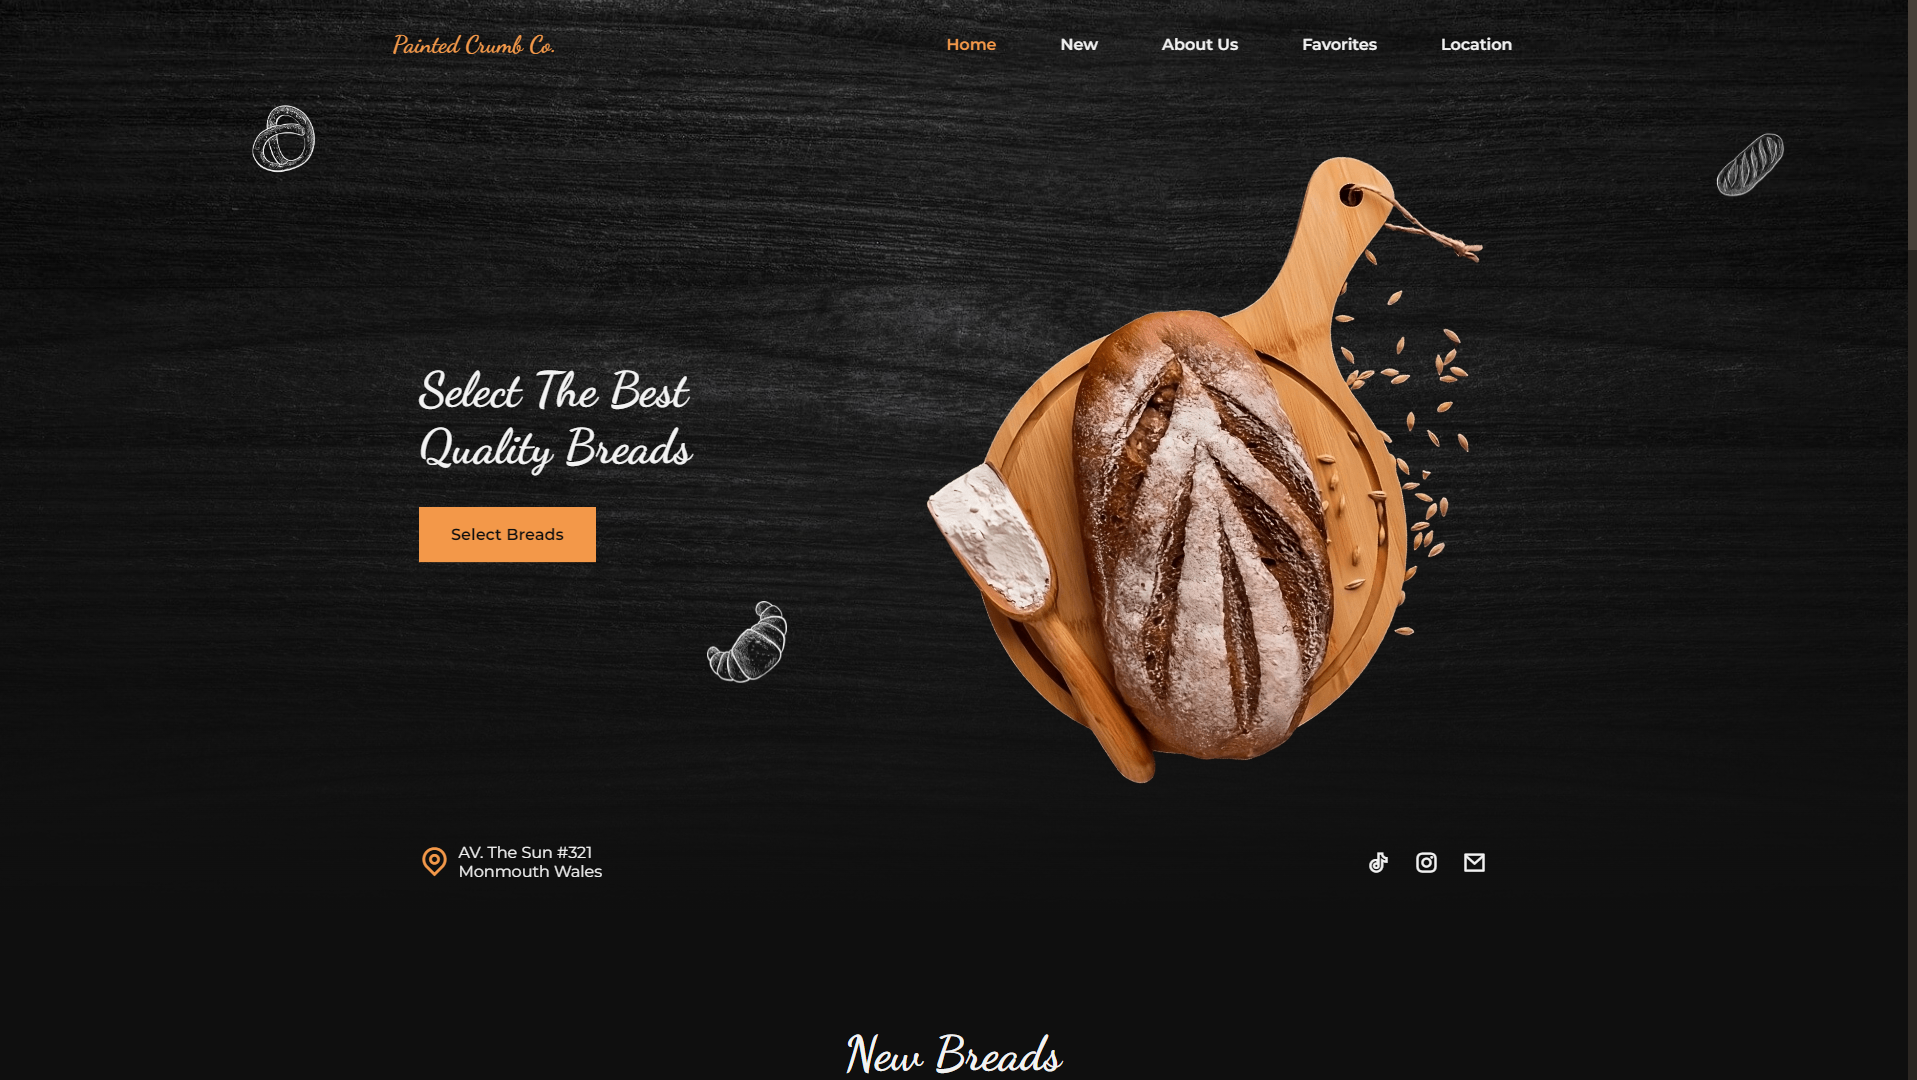 Painted Crumb Co.
Home
New
About Us
Favorites
Location
Select The Best
Quality Breads
Select Breads
AV. The Sun #321
Monmouth Wales
New Breads